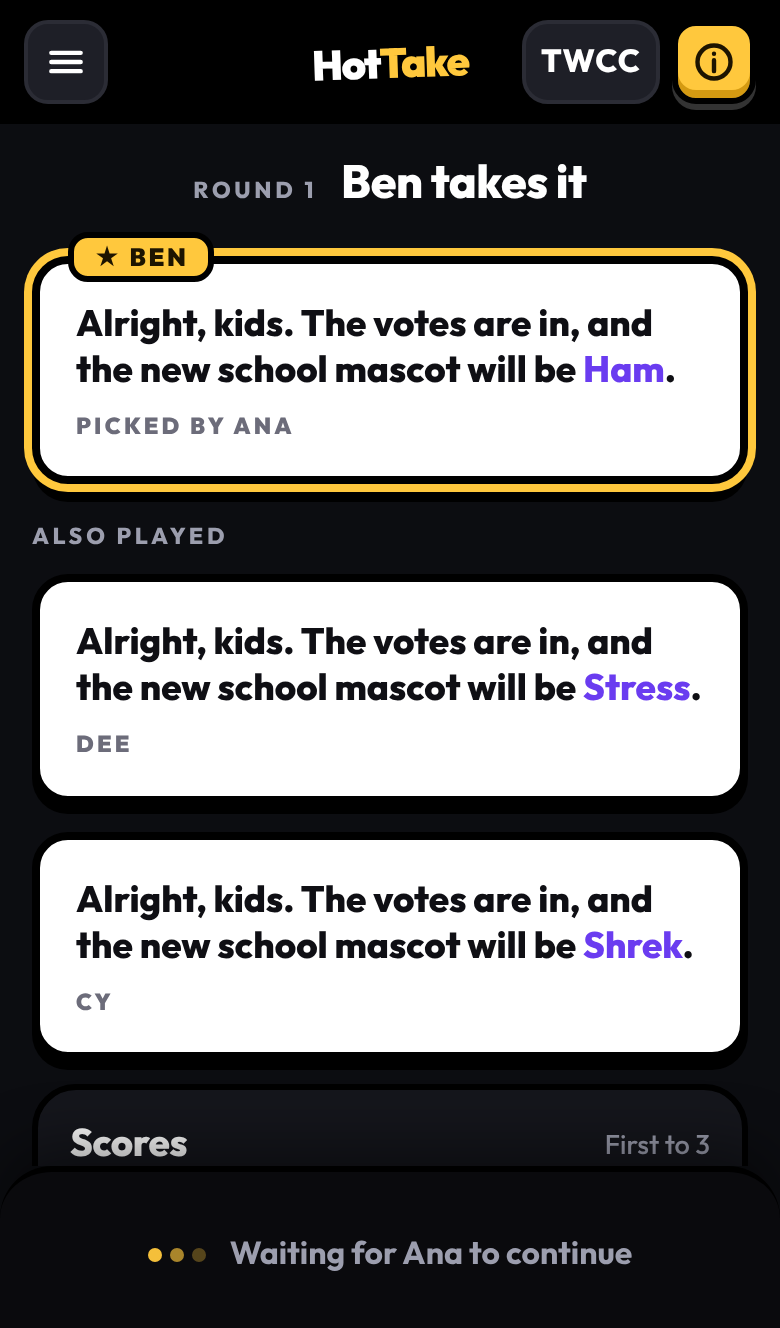 HotTake
TWCC
ROUND 1 Ben takes it
★ BEN
Alright, kids. The votes are in, and
the new school mascot will be Ham.
PICKED BY ANA
ALSO PLAYED
Alright, kids. The votes are in, and
the new school mascot will be Stress.
DEE
Alright, kids. The votes are in, and
the new school mascot will be Shrek.
CY
Scores First to 3
Waiting for Ana to continue